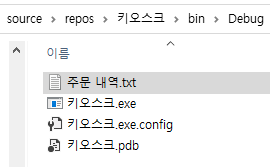 source > repos > 키오스크 > bin > Debug
이름
주문 내역.txt
키오스크.exe
키오스크.exe.config
키오스크.pdb